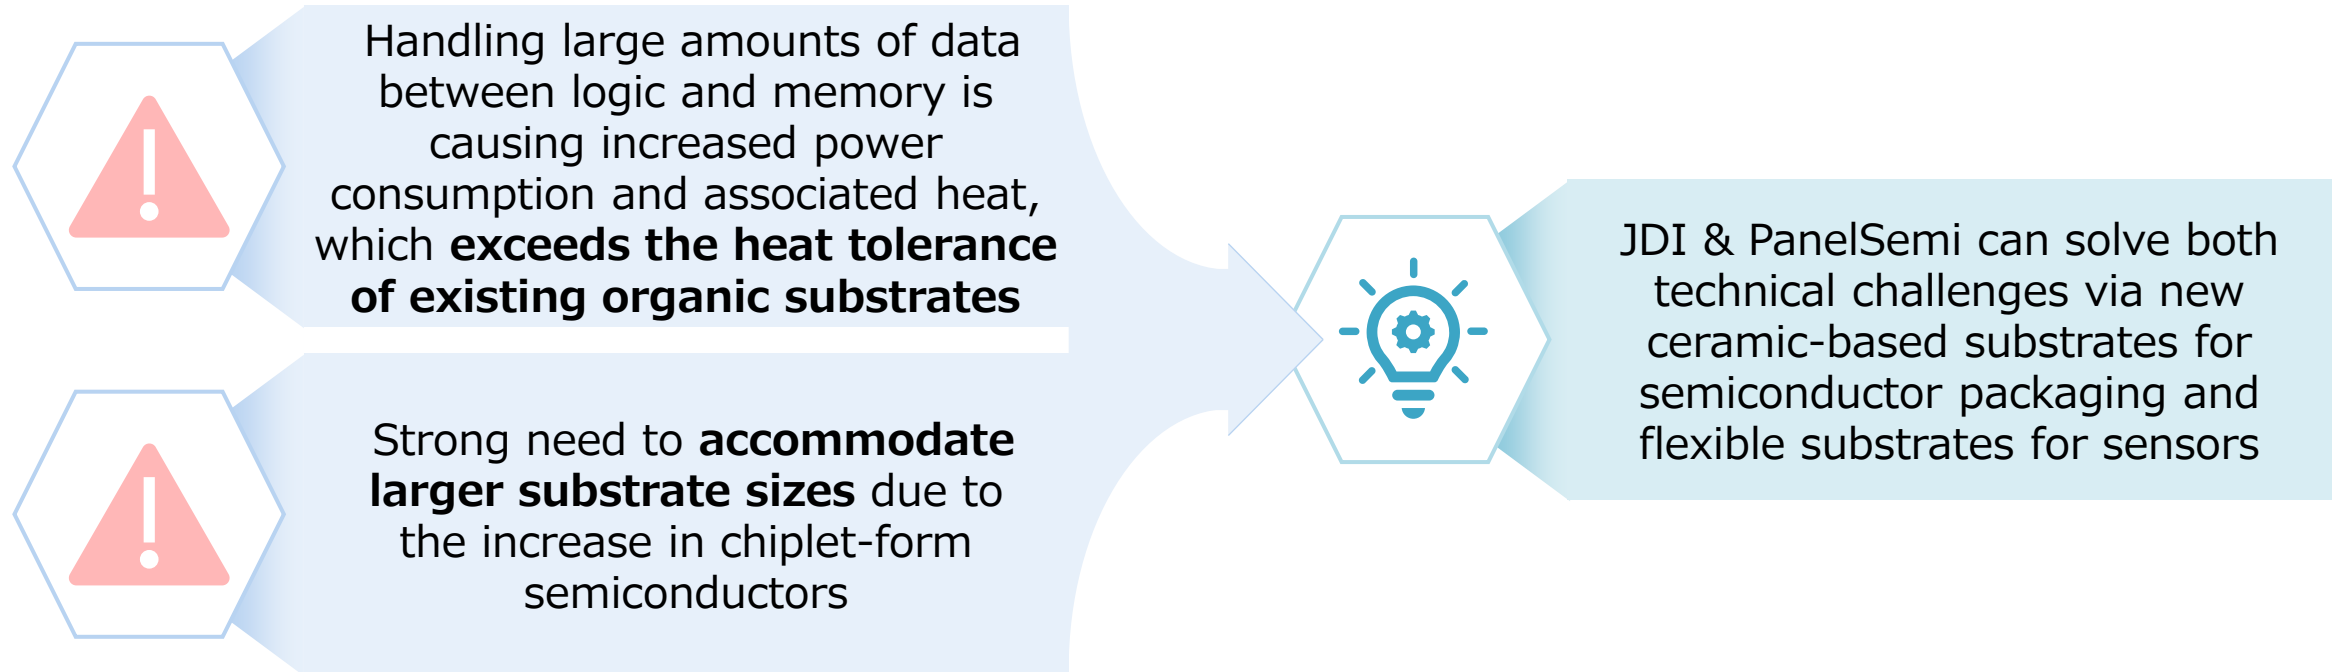 Handling large amounts of data
between logic and memory is
causing increased power
consumption and associated heat,
which exceeds the heat tolerance
of existing organic substrates
Strong need to accommodate
larger substrate sizes due to
the increase in chiplet-form
semiconductors
JDI & PanelSemi can solve both
technical challenges via new
ceramic-based substrates for
semiconductor packaging and
flexible substrates for sensors